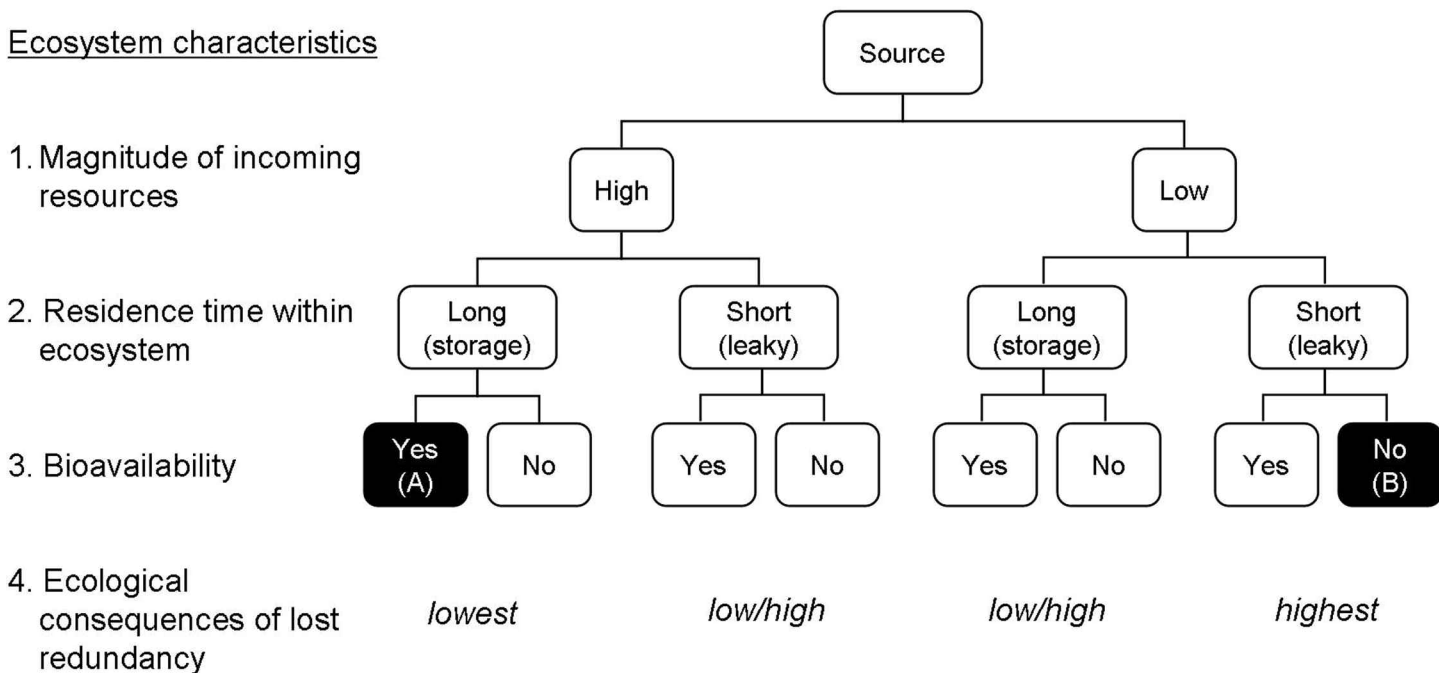 Ecosystem characteristics
Source
1. Magnitude of incoming
resources
High
Low
2. Residence time within
ecosystem
Long
(storage)
Short
(leaky)
Long
(storage)
Short
(leaky)
3. Bioavailability
Yes
(A)
No
Yes
No
Yes
No
Yes
No
(B)
4. Ecological
consequences of lost
redundancy
lowest
low/high
low/high
highest